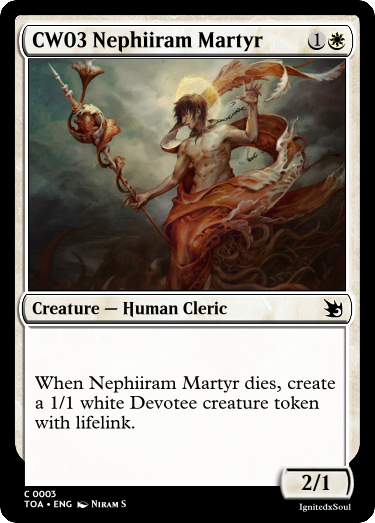 CW03 Nephiiram Martyr 1
Creature — Human Cleric
When Nephiiram Martyr dies, create
a 1/1 white Devotee creature token
with lifelink.
2/1
C 0003
TOA • ENG Niram S
IgnitedxSoul